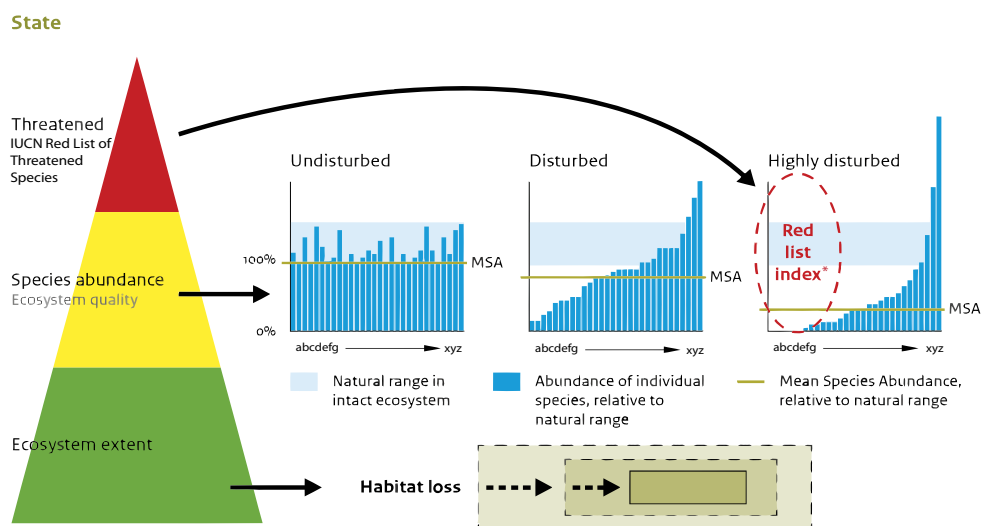 State
Threatened
IUCN Red List of
Threatened
Species
Species abundance
Ecosystem quality
Ecosystem extent
Undisturbed
100%
0%
MSA
abcdefg
xyz
Disturbed
MSA
abcdefg
xyz
Highly disturbed
Red
list
index*
MSA
abcdefg
xyz
Natural range in
intact ecosystem
Abundance of individual
species, relative to
natural range
Mean Species Abundance,
relative to natural range
Habitat loss